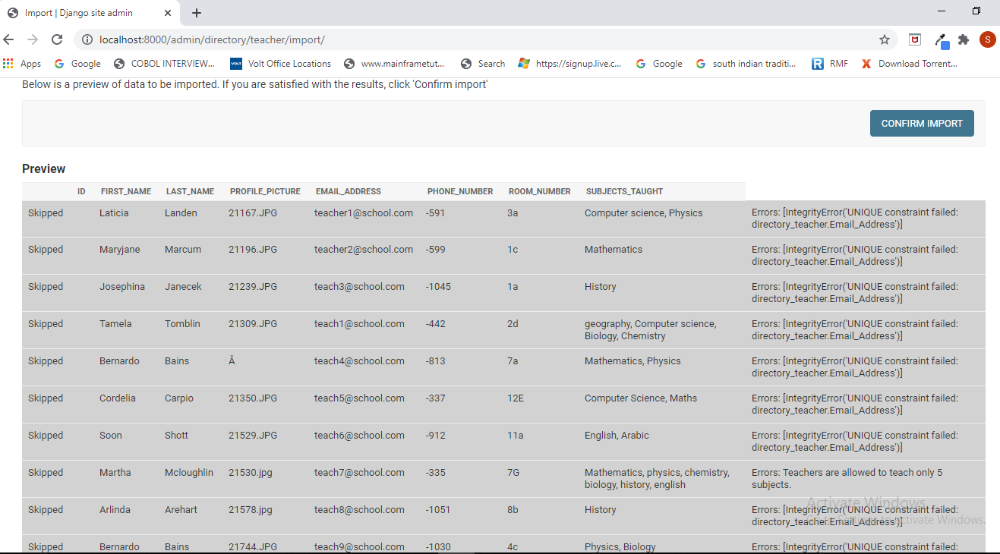 Import | Django site admin
localhost:8000/admin/directory/teacher/import/
S
Apps Google COBOL INTERVIEW... VOLT Volt Office Locations www.mainframetut... Search https://signup.live.c... Google south indian traditi... R RMF X Download Torrent...
Below is a preview of data to be imported. If you are satisfied with the results, click 'Confirm import'
CONFIRM IMPORT
Preview
ID FIRST_NAME LAST_NAME PROFILE_PICTURE EMAIL_ADDRESS PHONE_NUMBER ROOM_NUMBER SUBJECTS_TAUGHT
Skipped Laticia Landen 21167.JPG teacher1@school.com -591 3a Computer science, Physics Errors: [IntegrityError('UNIQUE constraint failed:
directory_teacher.Email_Address')]
Skipped Maryjane Marcum 21196.JPG teacher2@school.com -599 1c Mathematics Errors: [IntegrityError('UNIQUE constraint failed:
directory_teacher.Email_Address')]
Skipped Josephina Janecek 21239.JPG teach3@school.com -1045 1a History Errors: [IntegrityError('UNIQUE constraint failed:
directory_teacher.Email_Address')]
Skipped Tamela Tomblin 21309.JPG teach1@school.com -442 2d geography, Computer science, Errors: [IntegrityError('UNIQUE constraint failed:
Biology, Chemistry directory_teacher.Email_Address')]
Skipped Bernardo Bains Â teach4@school.com -813 7a Mathematics, Physics Errors: [IntegrityError('UNIQUE constraint failed:
directory_teacher.Email_Address')]
Skipped Cordelia Carpio 21350.JPG teach5@school.com -337 12E Computer Science, Maths Errors: [IntegrityError('UNIQUE constraint failed:
directory_teacher.Email_Address')]
Skipped Soon Shott 21529.JPG teach6@school.com -912 11a English, Arabic Errors: [IntegrityError('UNIQUE constraint failed:
directory_teacher.Email_Address')]
Skipped Martha Mcloughlin 21530.jpg teach7@school.com -335 7G Mathematics, physics, chemistry, Errors: Teachers are allowed to teach only 5
biology, history, english subjects.
Activate Windows
Skipped Arlinda Arehart 21578.jpg teach8@school.com -1051 8b History Errors: [IntegrityError('UNIQUE constraint failed:
directory_teacher.Email_Address')]
Go to Settings to activate Windows.
Skipped Bernardo Bains 21744.JPG teach9@school.com -1030 4c Physics, Biology Errors: [IntegrityError('UNIQUE constraint failed: